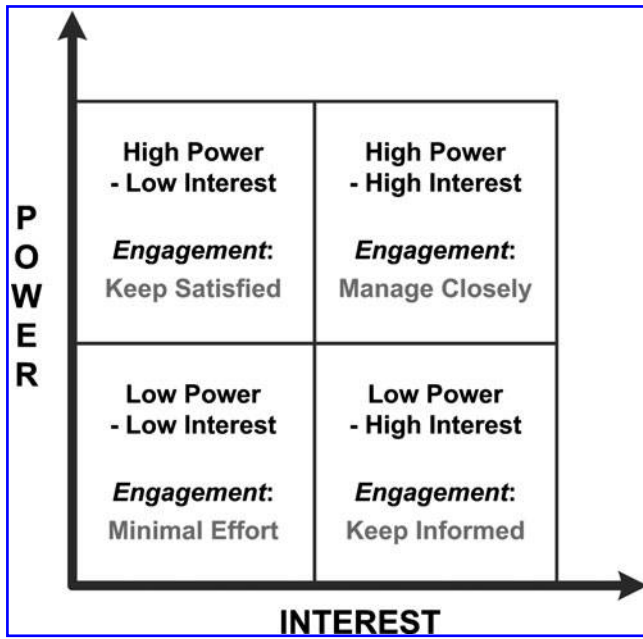 POWER
High Power
- Low Interest
Engagement:
Keep Satisfied
High Power
- High Interest
Engagement:
Manage Closely
Low Power
- Low Interest
Engagement:
Minimal Effort
Low Power
- High Interest
Engagement:
Keep Informed
INTEREST